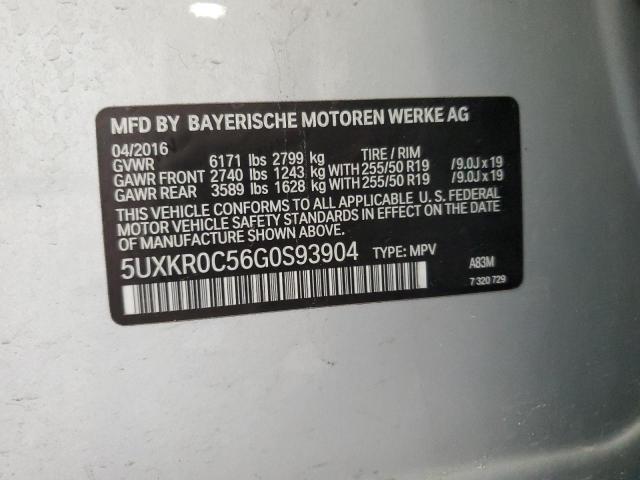 MFD BY BAYERISCHE MOTOREN WERKE AG
04/2016
GVWR 6171 lbs 2799 kg TIRE / RIM
GAWR FRONT 2740 lbs 1243 kg WITH 255/50 R19 /9.0J x 19
GAWR REAR 3589 lbs 1628 kg WITH 255/50 R19 /9.0J x 19
THIS VEHICLE CONFORMS TO ALL APPLICABLE U. S. FEDERAL
MOTOR VEHICLE SAFETY STANDARDS IN EFFECT ON THE
DATE OF MANUFACTURE SHOWN ABOVE.
5UXKR0C56G0S93904 TYPE: MPV A83M
7 320 729